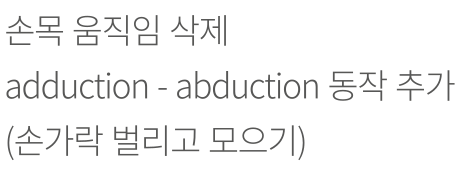 손목 움직임 삭제
adduction - abduction 동작 추가
(손가락 벌리고 모으기)